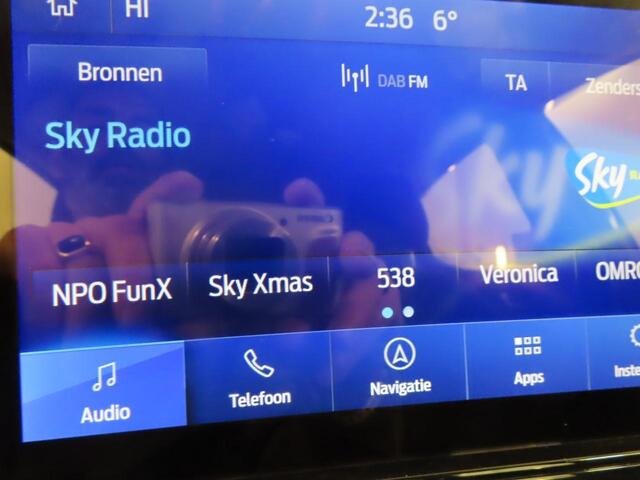 HI 2:36 6°
Bronnen DAB FM TA Zenders
Sky Radio
Sky
NPO FunX Sky Xmas 538 Veronica
Audio Telefoon Navigatie Apps